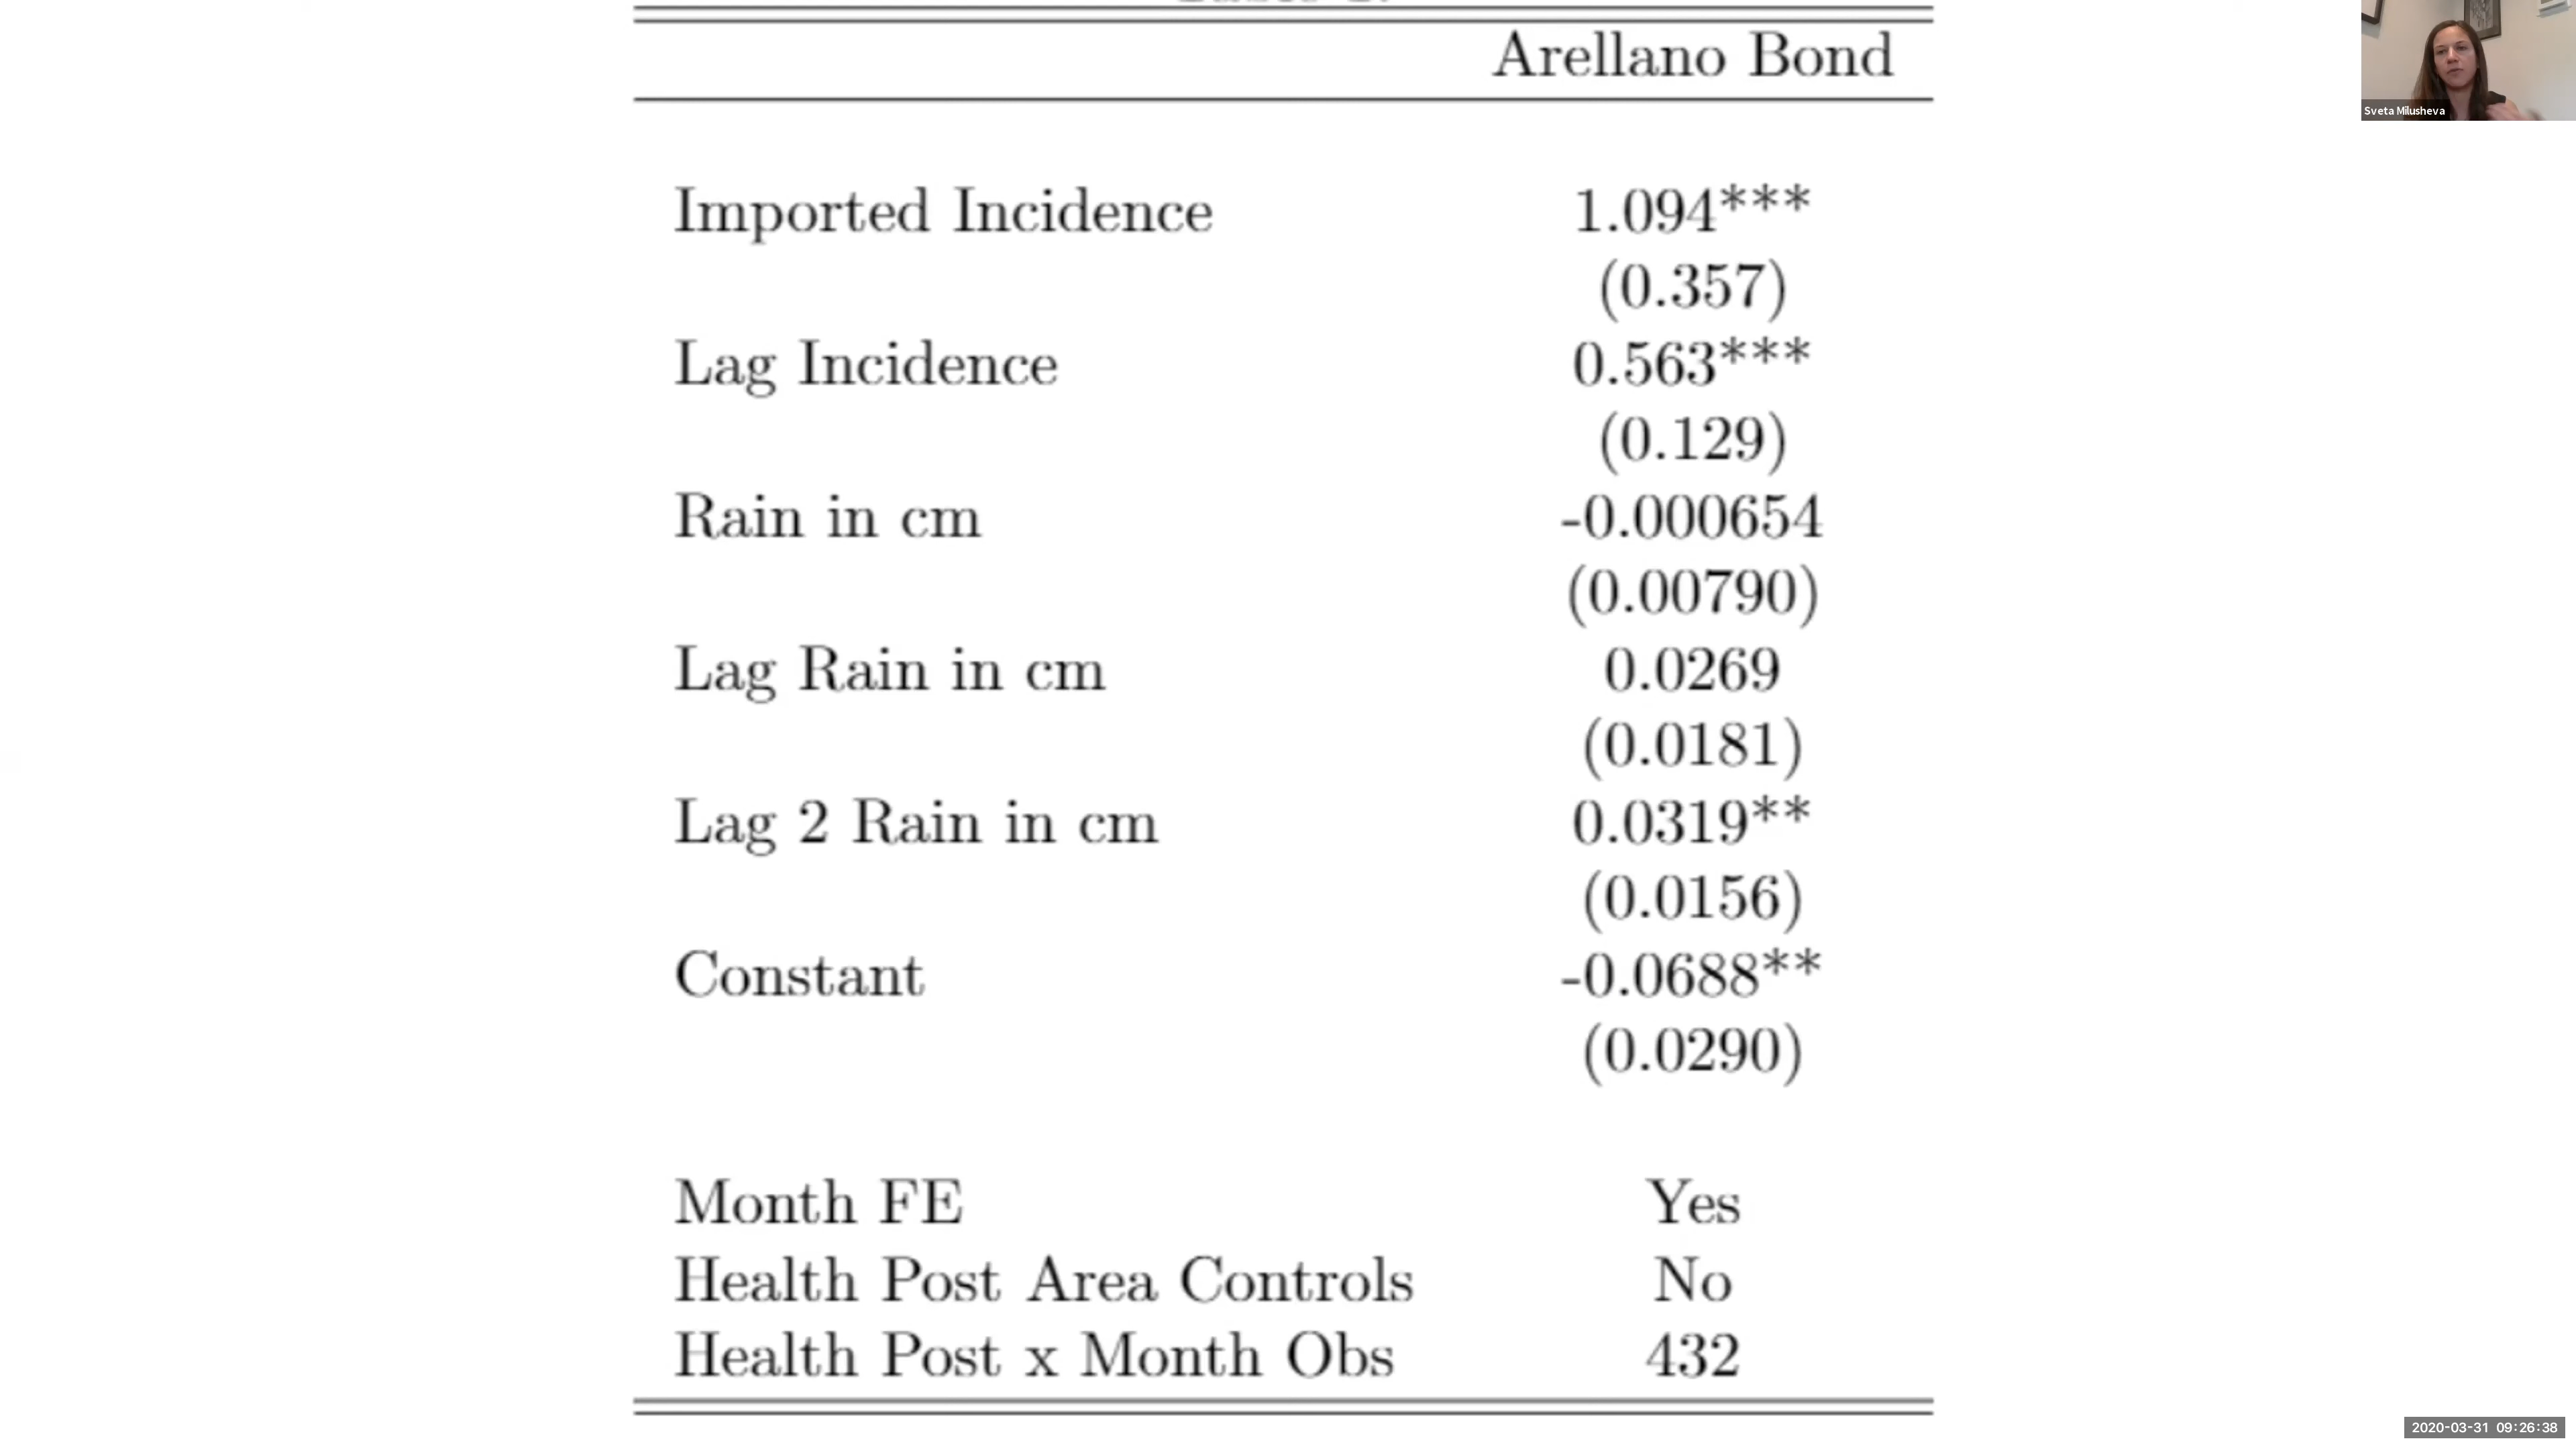 Arellano Bond
Sveta Milusheva
Imported Incidence 1.094***
(0.357)
Lag Incidence 0.563***
(0.129)
Rain in cm -0.000654
(0.00790)
Lag Rain in cm 0.0269
(0.0181)
Lag 2 Rain in cm 0.0319**
(0.0156)
Constant -0.0688**
(0.0290)
Month FE Yes
Health Post Area Controls No
Health Post x Month Obs 432
2020-03-31 09:26:38